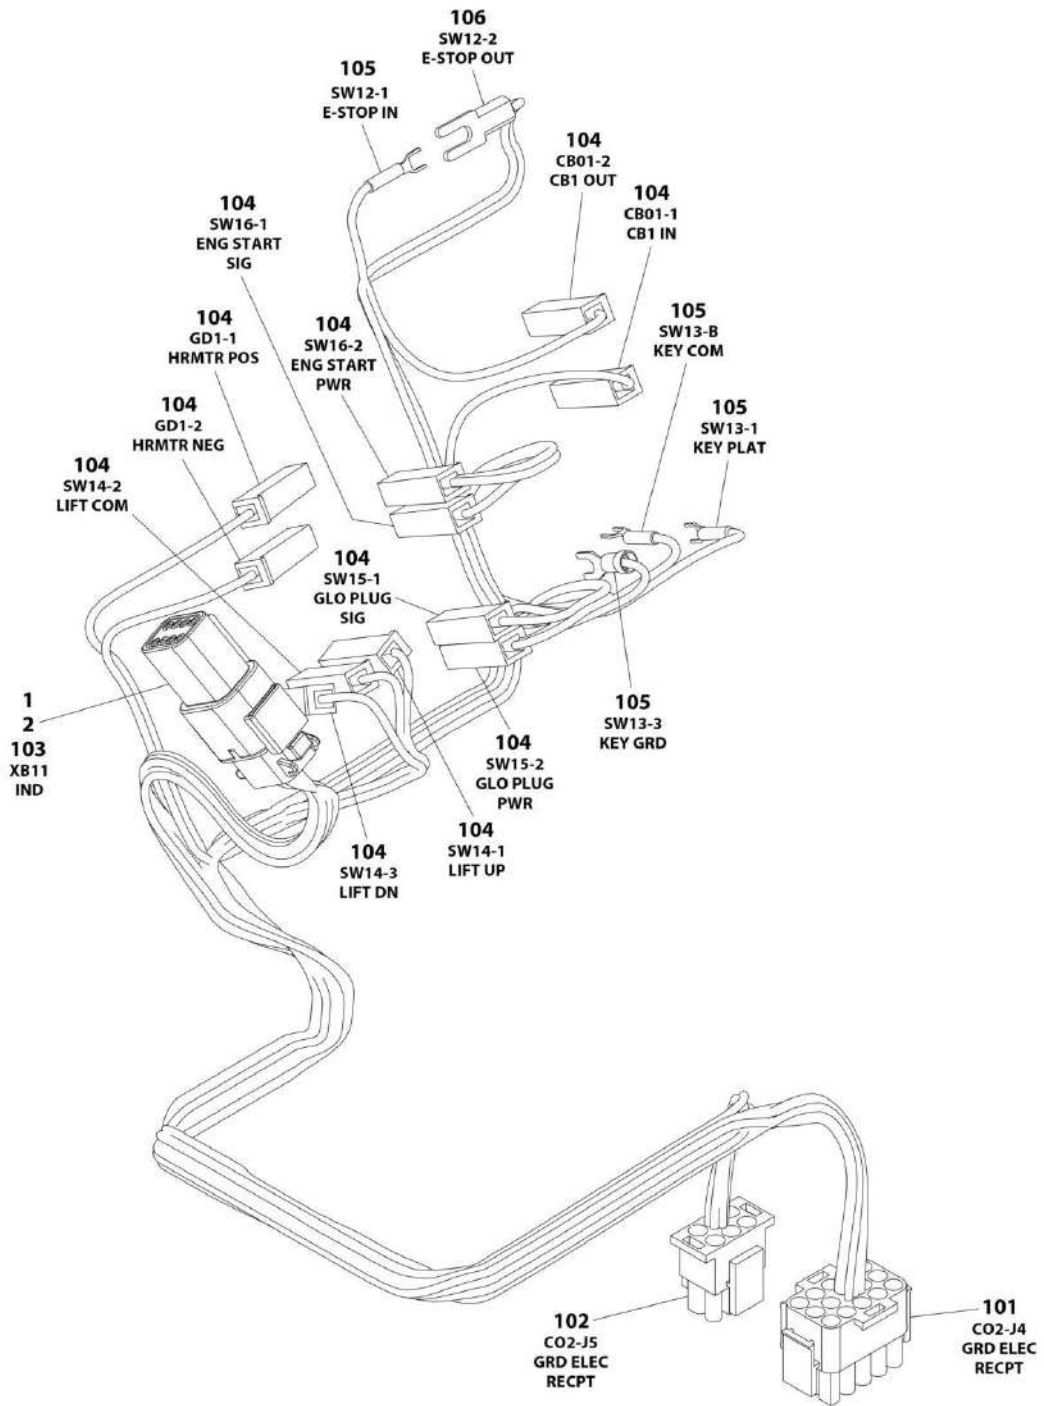 106
SW12-2
E-STOP OUT
105
SW12-1
E-STOP IN
104
CB01-2
CB1 OUT
104
CB01-1
CB1 IN
104
SW16-1
ENG START
SIG
104
GD1-1
HRMTR POS
104
SW16-2
ENG START
PWR
105
SW13-B
KEY COM
105
SW13-1
KEY PLAT
104
GD1-2
HRMTR NEG
104
SW14-2
LIFT COM
104
SW15-1
GLO PLUG
SIG
1
2
103
XB11
IND
105
SW13-3
KEY GRD
104
SW15-2
GLO PLUG
PWR
104
SW14-1
LIFT UP
104
SW14-3
LIFT DN
102
CO2-J5
GRD ELEC
RECPT
101
CO2-J4
GRD ELEC
RECPT